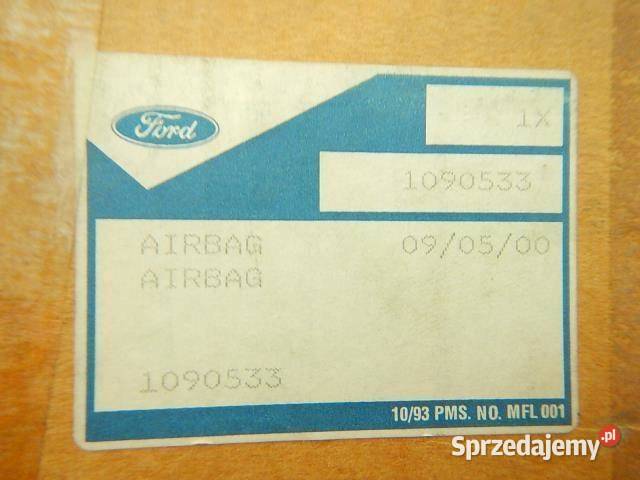 Ford
1X
1090533
AIRBAG 09/05/00
AIRBAG
1090533
10/93 PMS. NO. MFL 001
Sprzedajemy.pl